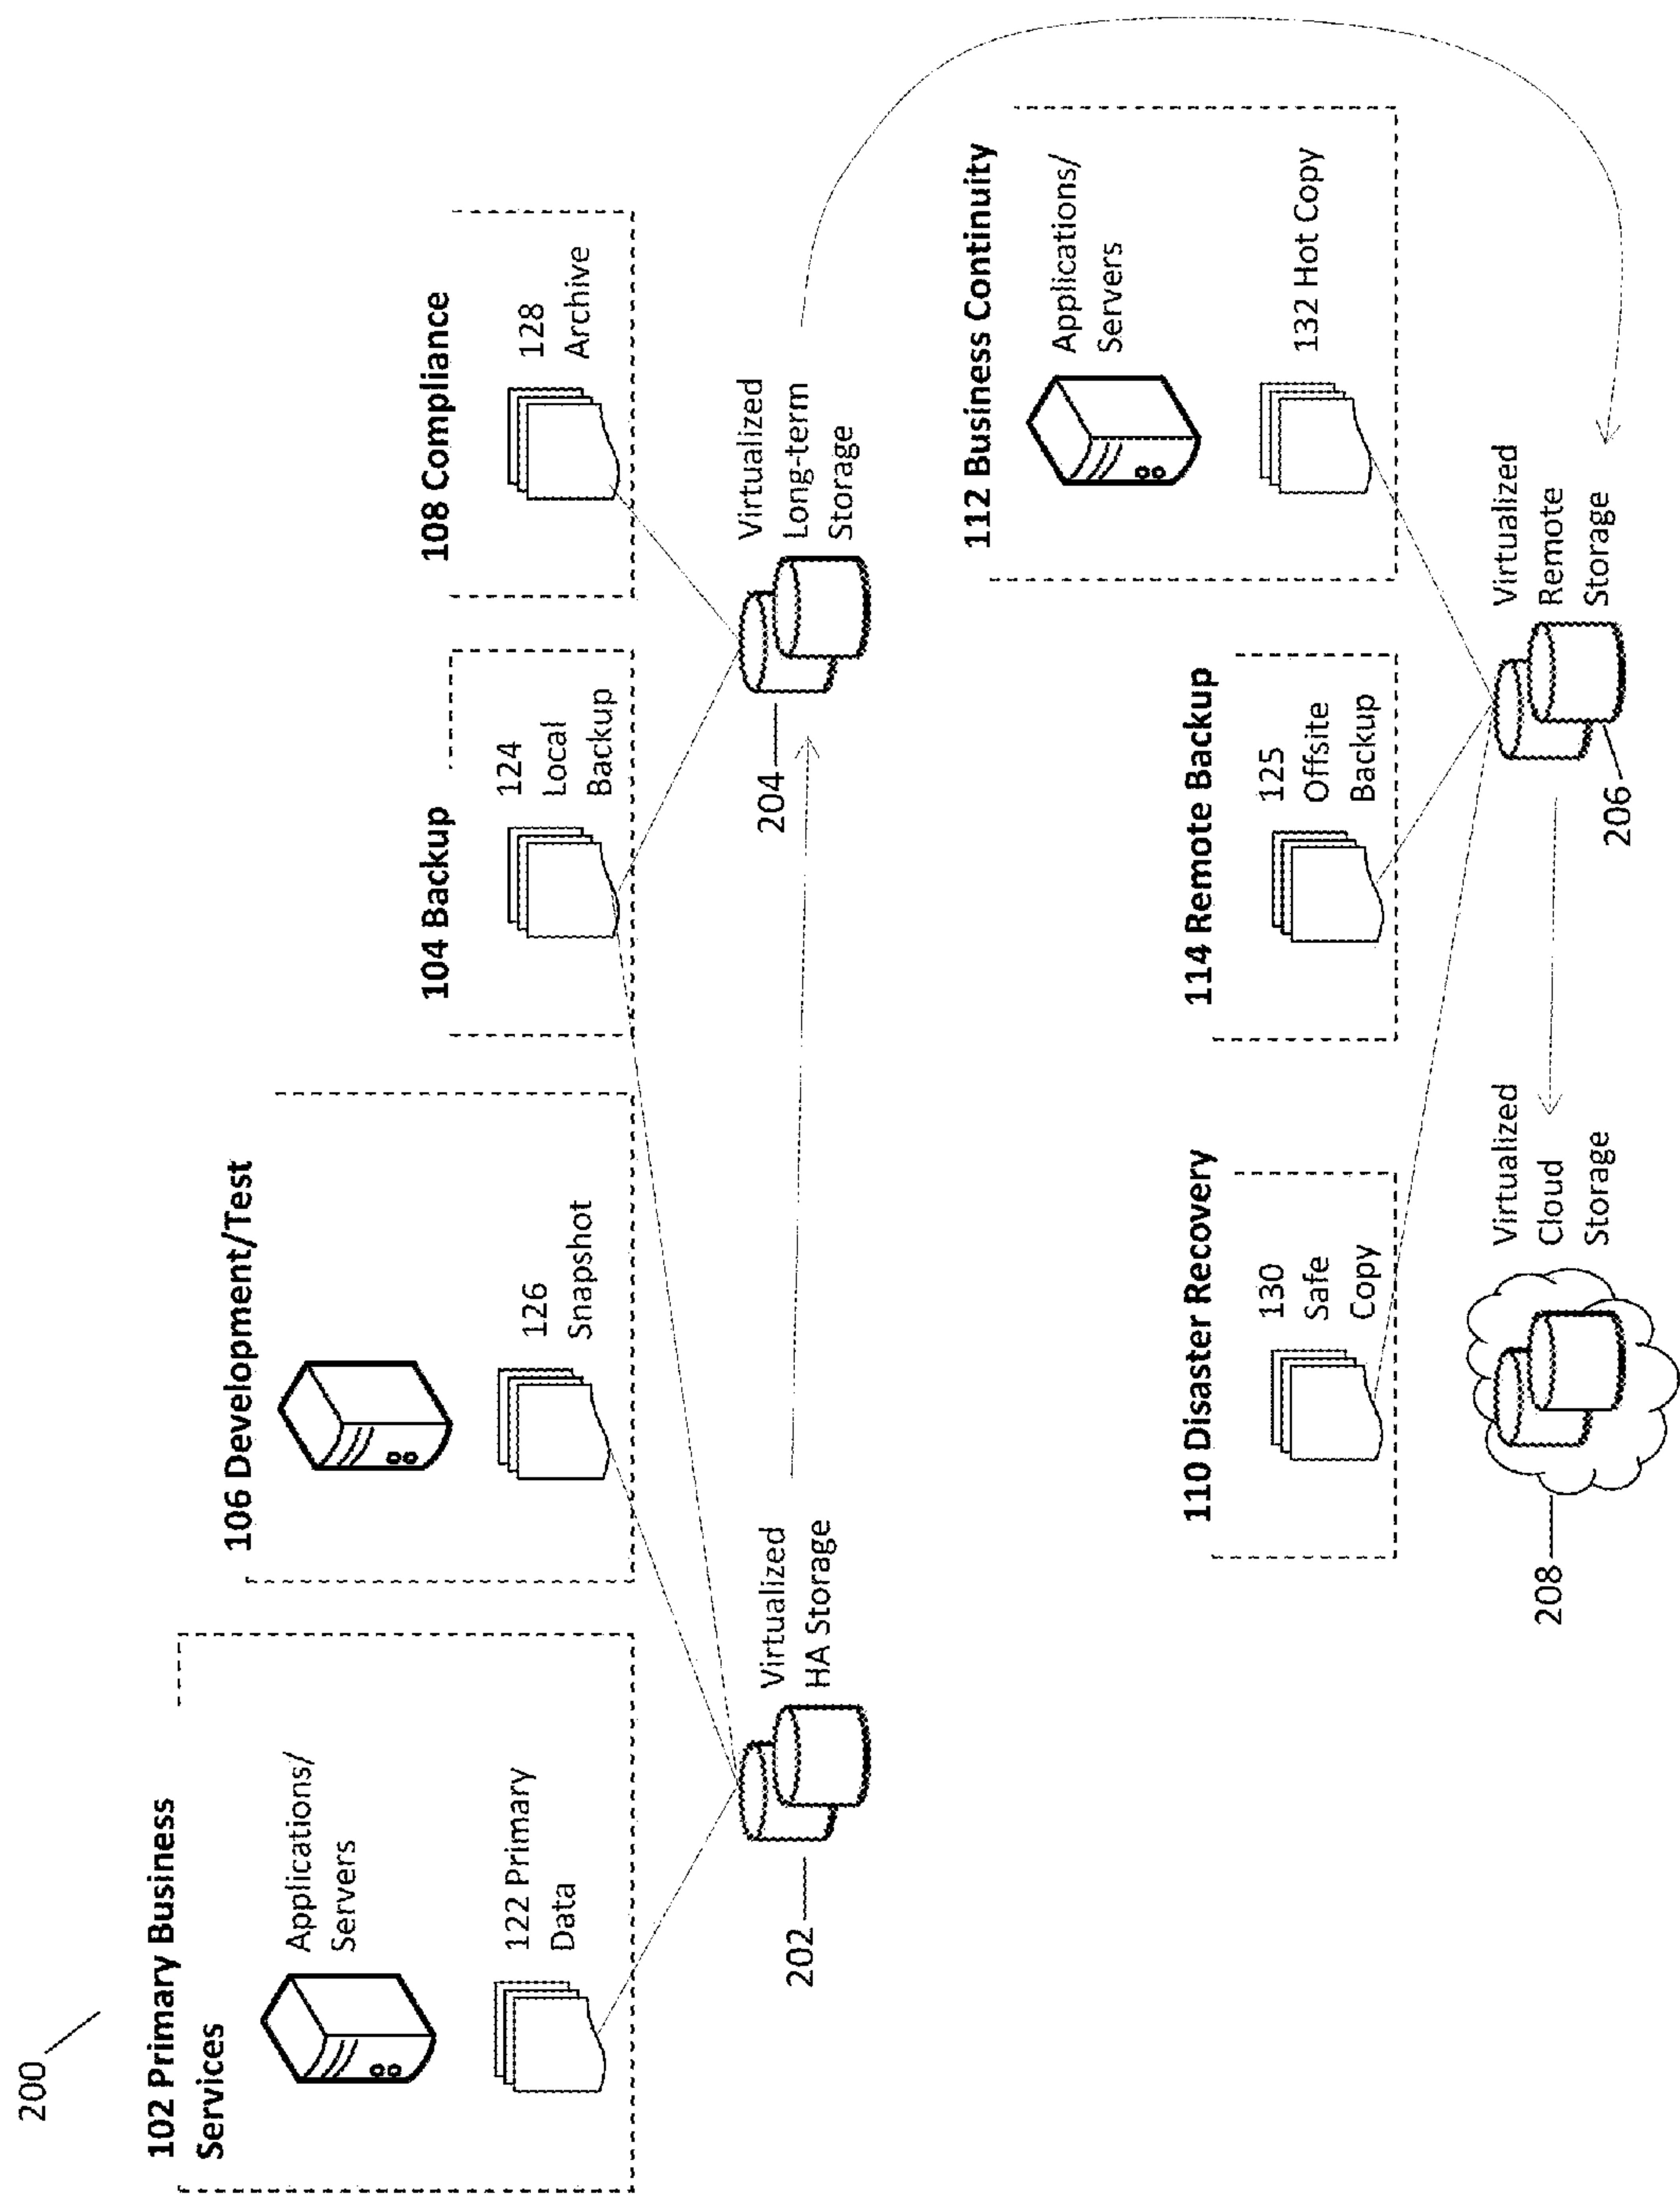 200
102 Primary Business
Services
Applications/
Servers
122 Primary
Data
106 Development/Test
126
Snapshot
104 Backup
124
Local
Backup
108 Compliance
128
Archive
202
Virtualized
HA Storage
204
Virtualized
Long-term
Storage
110 Disaster Recovery
130
Safe
Copy
114 Remote Backup
125
Offsite
Backup
112 Business Continuity
Applications/
Servers
132 Hot Copy
208
Virtualized
Cloud
Storage
206
Virtualized
Remote
Storage